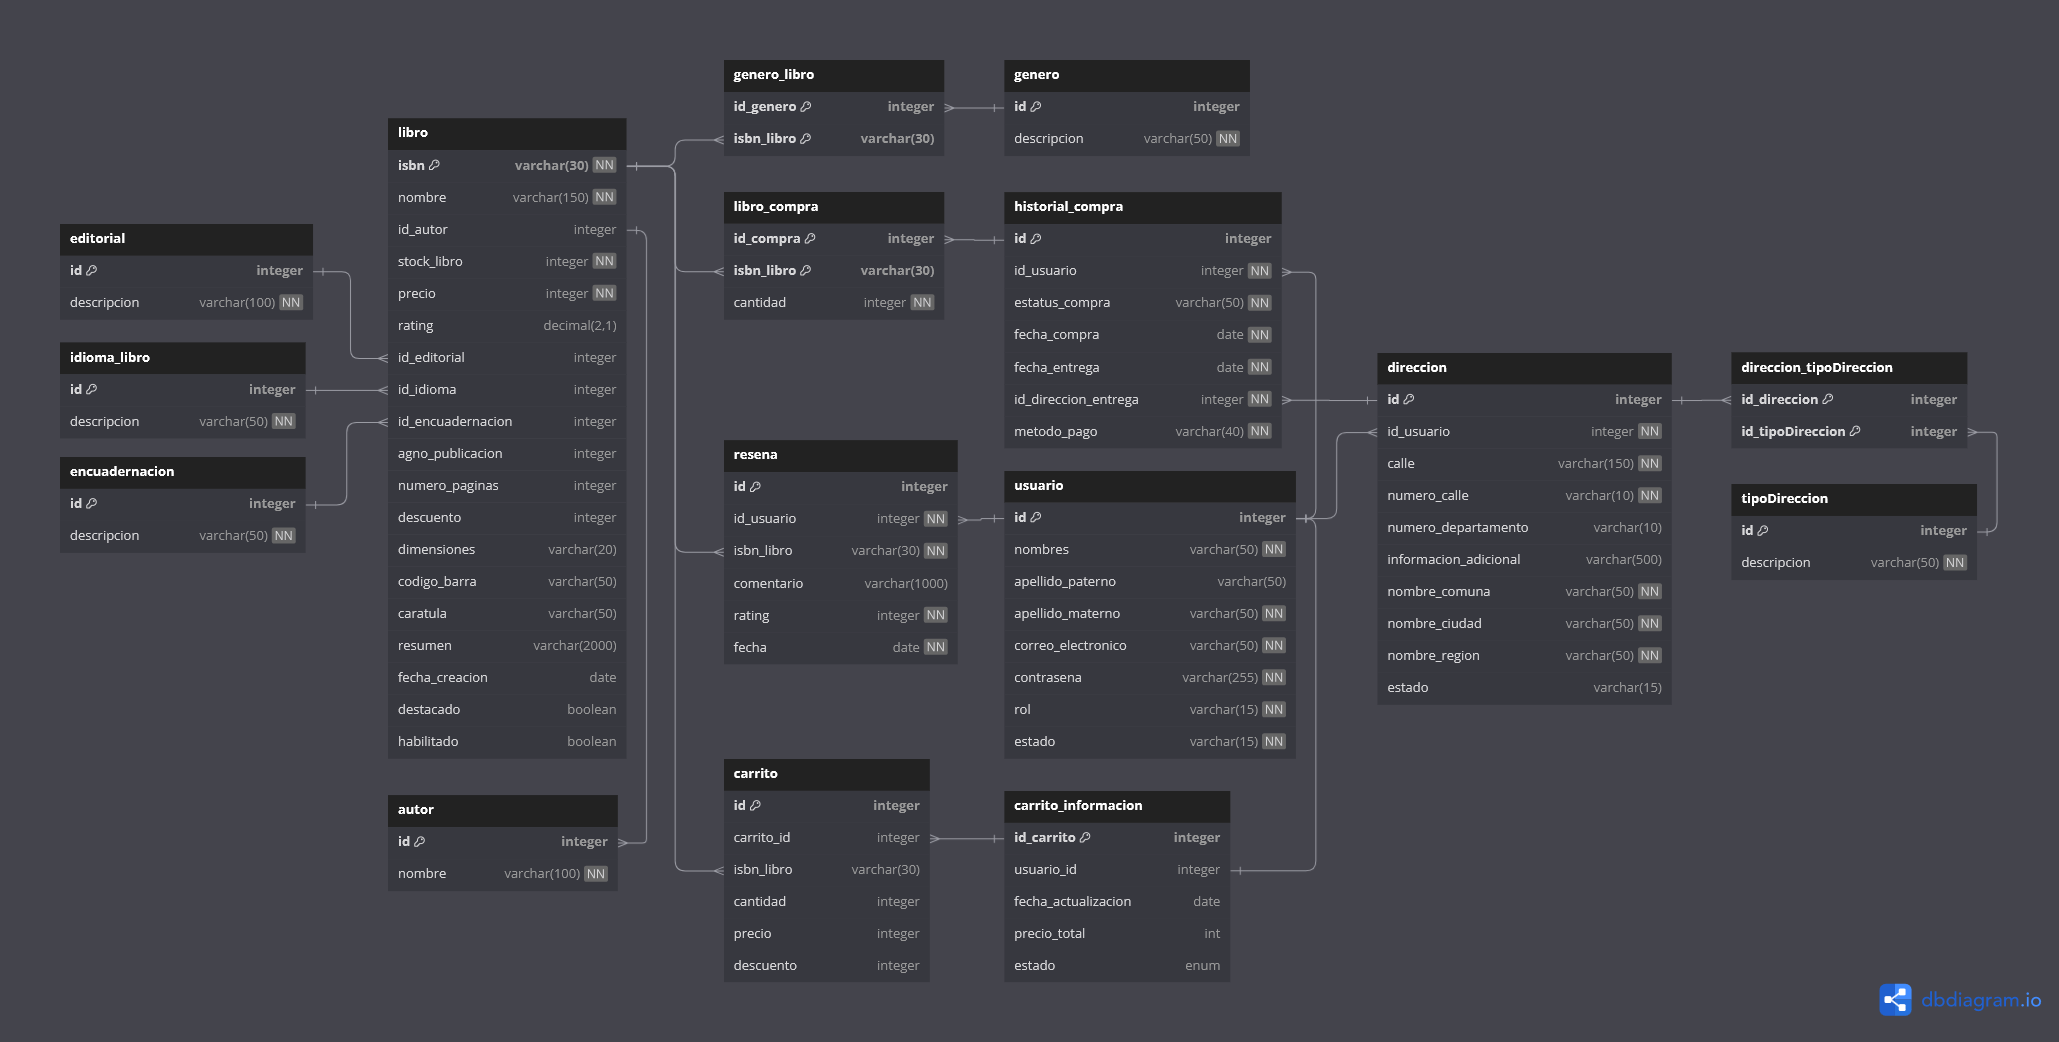 editorial
id integer
descripcion varchar(100) NN
idioma_libro
id integer
descripcion varchar(50) NN
encuadernacion
id integer
descripcion varchar(50) NN
libro
isbn varchar(30) NN
nombre varchar(150) NN
id_autor integer
stock_libro integer NN
precio integer NN
rating decimal(2,1)
id_editorial integer
id_idioma integer
id_encuadernacion integer
agno_publicacion integer
numero_paginas integer
descuento integer
dimensiones varchar(20)
codigo_barra varchar(50)
caratula varchar(50)
resumen varchar(2000)
fecha_creacion date
destacado boolean
habilitado boolean
autor
id integer
nombre varchar(100) NN
genero_libro
id_genero integer
isbn_libro varchar(30)
libro_compra
id_compra integer
isbn_libro varchar(30)
cantidad integer NN
resena
id integer
id_usuario integer NN
isbn_libro varchar(30) NN
comentario varchar(1000)
rating integer NN
fecha date NN
carrito
id integer
carrito_id integer
isbn_libro varchar(30)
cantidad integer
precio integer
descuento integer
genero
id integer
descripcion varchar(50) NN
historial_compra
id integer
id_usuario integer NN
estatus_compra varchar(50) NN
fecha_compra date NN
fecha_entrega date NN
id_direccion_entrega integer NN
metodo_pago varchar(40) NN
usuario
id integer
nombres varchar(50) NN
apellido_paterno varchar(50)
apellido_materno varchar(50) NN
correo_electronico varchar(50) NN
contrasena varchar(255) NN
rol varchar(15) NN
estado varchar(15) NN
carrito_informacion
id_carrito integer
usuario_id integer
fecha_actualizacion date
precio_total int
estado enum
direccion
id integer
id_usuario integer NN
calle varchar(150) NN
numero_calle varchar(10) NN
numero_departamento varchar(10)
informacion_adicional varchar(500)
nombre_comuna varchar(50) NN
nombre_ciudad varchar(50) NN
nombre_region varchar(50) NN
estado varchar(15)
direccion_tipoDireccion
id_direccion integer
id_tipoDireccion integer
tipoDireccion
id integer
descripcion varchar(50) NN
dbdiagram.io